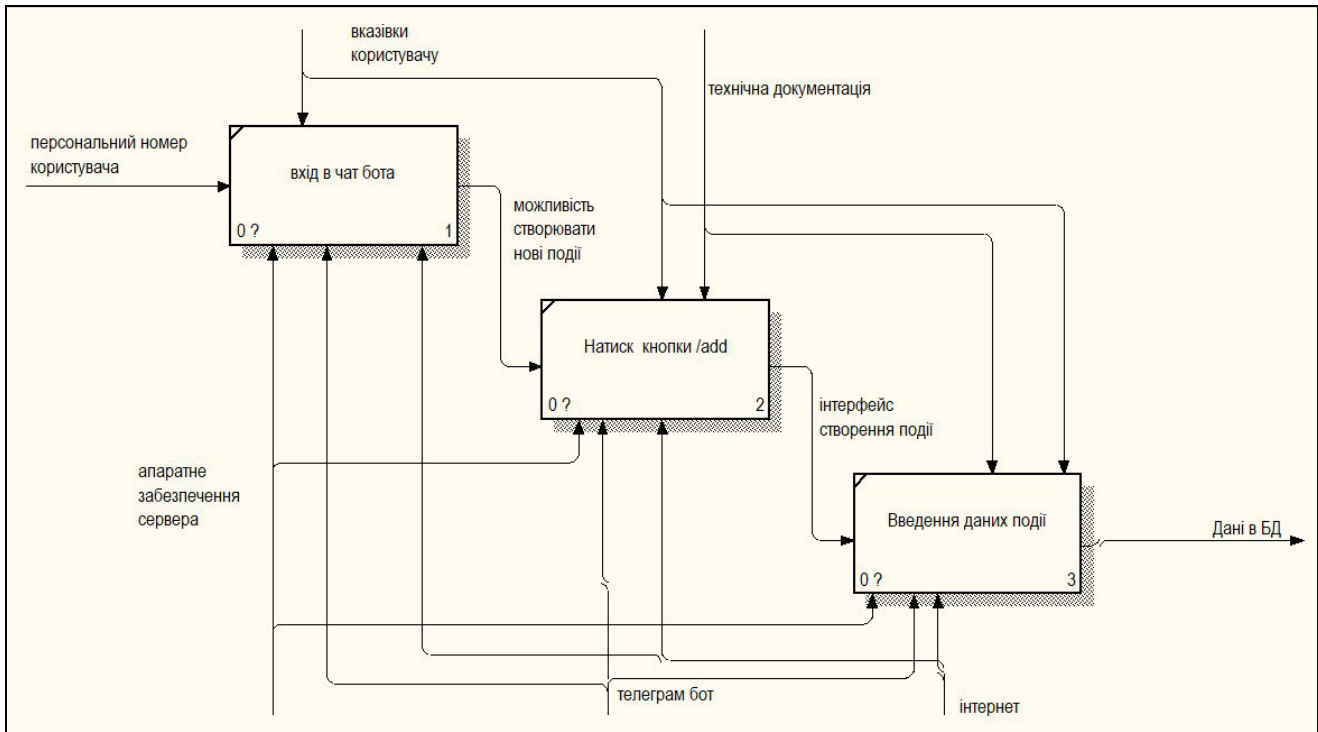 вказівки
користувачу
технічна документація
персональний номер
користувача
вхід в чат бота
0 ?
1
можливість
створювати
нові події
Натиск кнопки /add
0 ?
2
інтерфейс
створення події
апаратне
забезпечення
сервера
Введення даних події
0 ?
3
Дані в БД
телеграм бот
інтернет